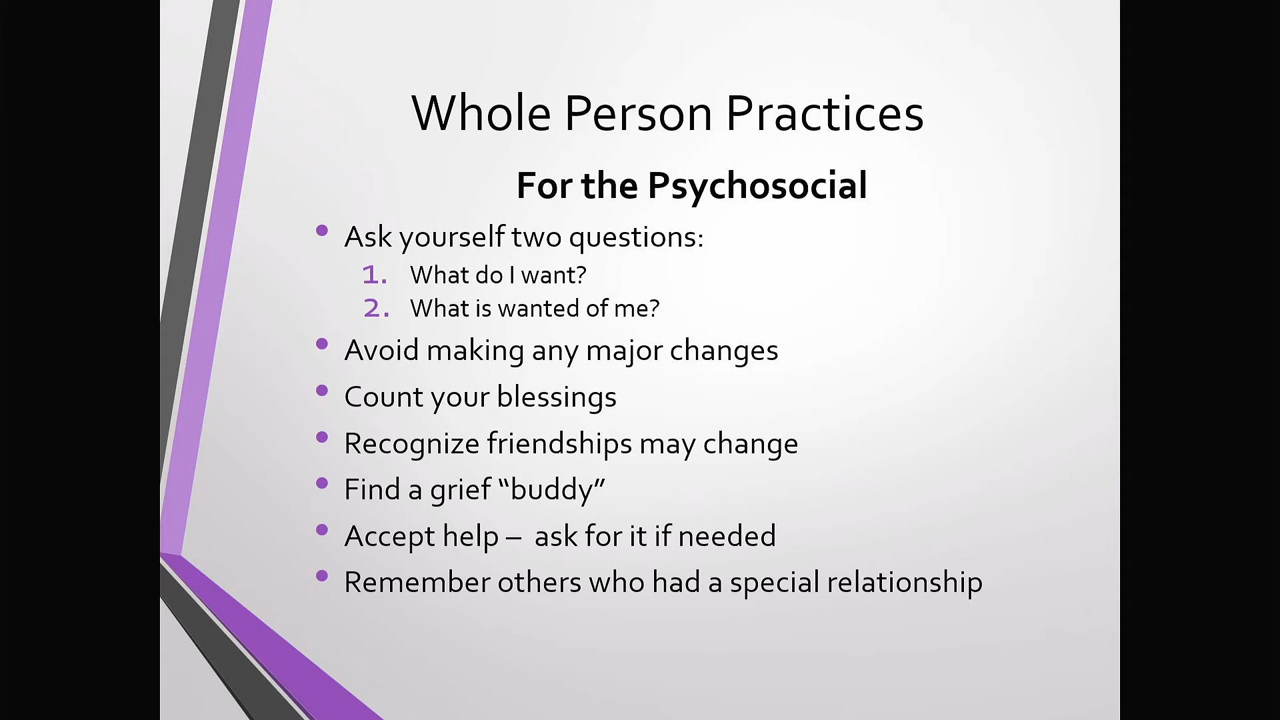 Whole Person Practices
For the Psychosocial
• Ask yourself two questions:
1. What do I want?
2. What is wanted of me?
• Avoid making any major changes
• Count your blessings
• Recognize friendships may change
• Find a grief “buddy”
• Accept help – ask for it if needed
• Remember others who had a special relationship